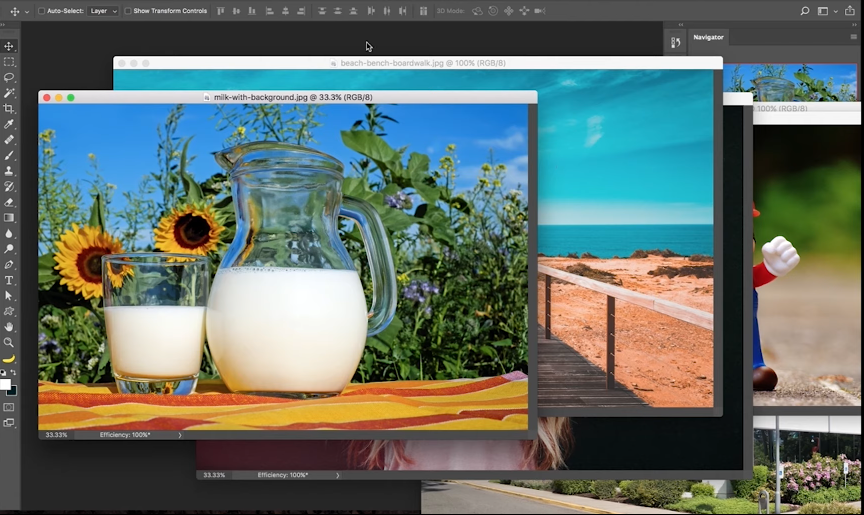 Auto-Select: Layer Show Transform Controls 3D Mode:
Navigator
beach-bench-boardwalk.jpg @ 100% (RGB/8)
milk-with-background.jpg @ 33.3% (RGB/8)
100% (RGB/8)
33.33% Efficiency: 100%*
33.33% Efficiency: 100%*